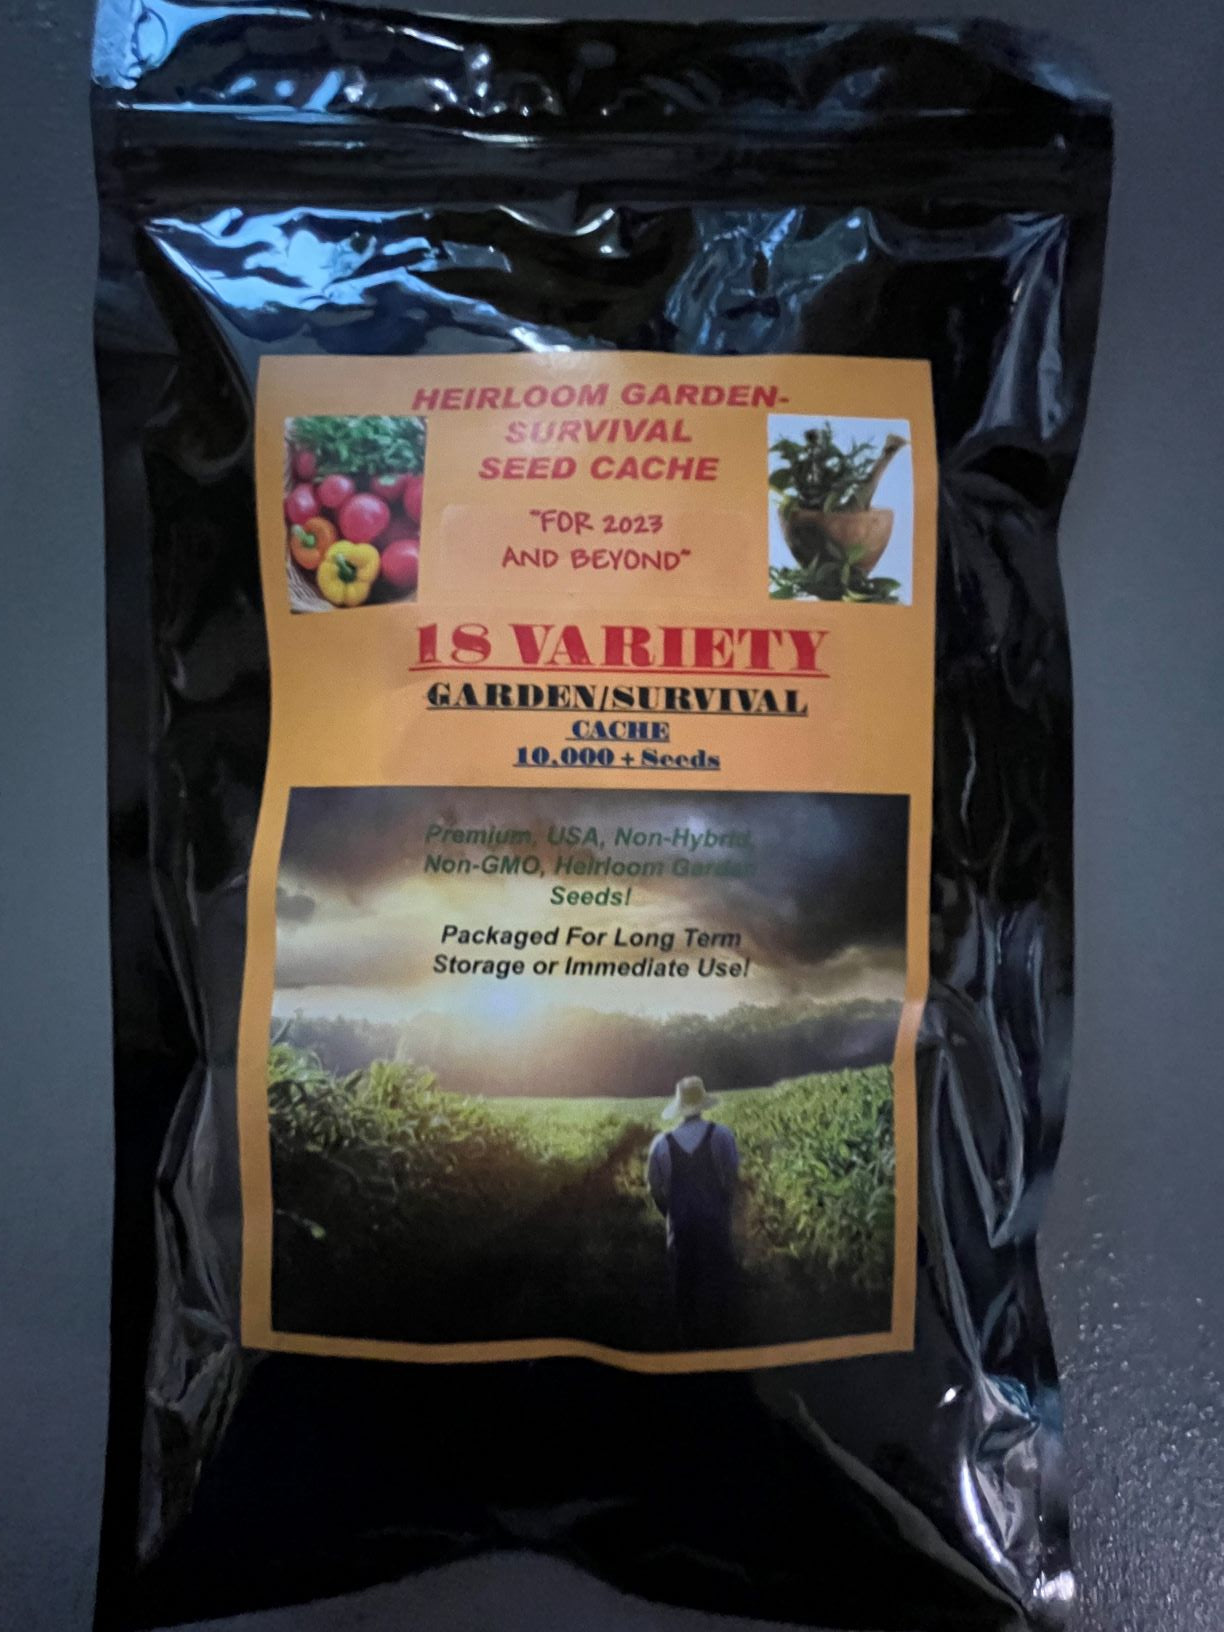 HEIRLOOM GARDEN-
SURVIVAL
SEED CACHE
"FOR 2023
AND BEYOND"
18 VARIETY
GARDEN/SURVIVAL
CACHE
10,000 + Seeds
Premium, USA, Non-Hybrid,
Non-GMO, Heirloom Garden
Seeds!
Packaged For Long Term
Storage or Immediate Use!